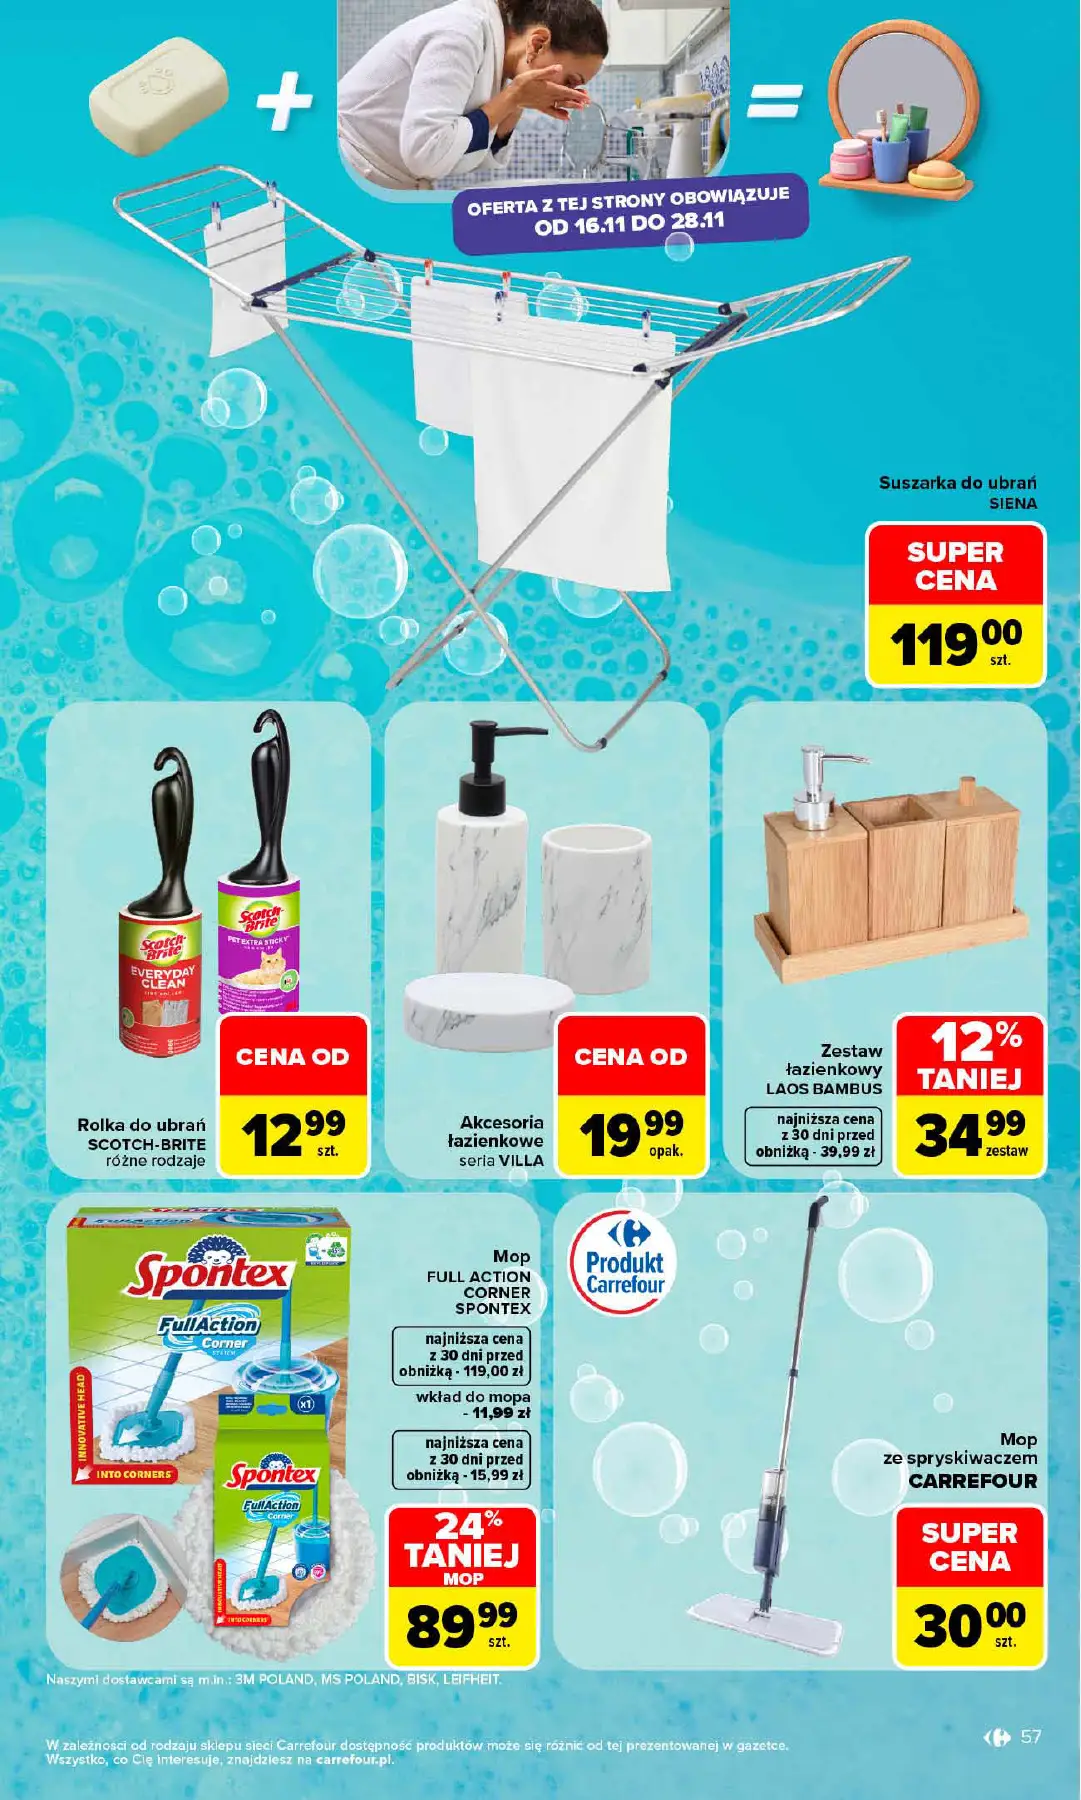 OFERTA Z TEJ STRONY OBOWIĄZUJE
OD 16.11 DO 28.11
Suszarka do ubrań
SIENA
SUPER
CENA
119 00
szt.
Scotch-Brite
EVERYDAY
CLEAN
Scotch-Brite
PET EXTRA STICKY
CENA OD
Rolka do ubrań
SCOTCH-BRITE
różne rodzaje
12 99
szt.
CENA OD
Akcesoria
łazienkowe
seria VILLA
19 99
opak.
Zestaw
łazienkowy
LAOS BAMBUS
najniższa cena
z 30 dni przed
obniżką - 39,99 zł
12%
TANIEJ
34 99
zestaw
FullAction
Spontex
FullAction
Corner
SYSTEM
INNOVATIVE HEAD
INTO CORNERS
(x1)
Spontex
FullAction
Corner
INNOVATIVE HEAD
INTO CORNERS
Mop
FULL ACTION
CORNER
SPONTEX
najniższa cena
z 30 dni przed
obniżką - 119,00 zł
wkład do mopa
- 11,99 zł
najniższa cena
z 30 dni przed
obniżką - 15,99 zł
24%
TANIEJ
MOP
89 99
szt.
Produkt
Carrefour
Mop
ze spryskiwaczem
CARREFOUR
SUPER
CENA
30 00
szt.
Naszymi dostawcami są m.in.: 3M POLAND, MS POLAND, BISK, LEIFHEIT.
W zależności od rodzaju sklepu sieci Carrefour dostępność produktów może się różnić od tej prezentowanej w gazetce.
Wszystko, co Cię interesuje, znajdziesz na carrefour.pl.
57